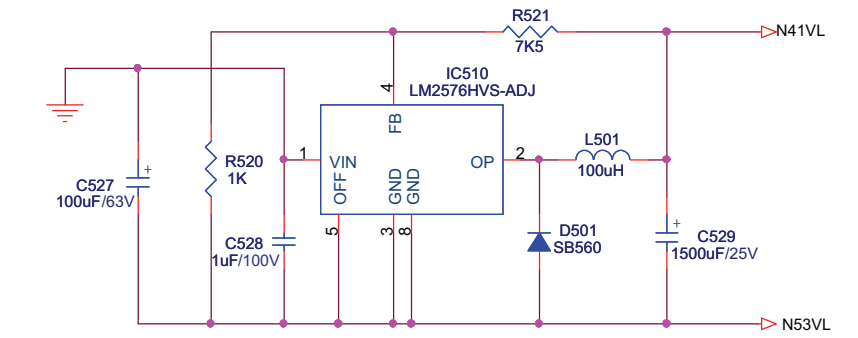 R521
7K5
N41VL
IC510
LM2576HVS-ADJ
4
FB
L501
100uH
1
VIN
OP
2
R520
1K
C527
+
100uF/63V
OFF
GND
GND
5
3
8
C528
1uF/100V
D501
SB560
+
C529
1500uF/25V
N53VL